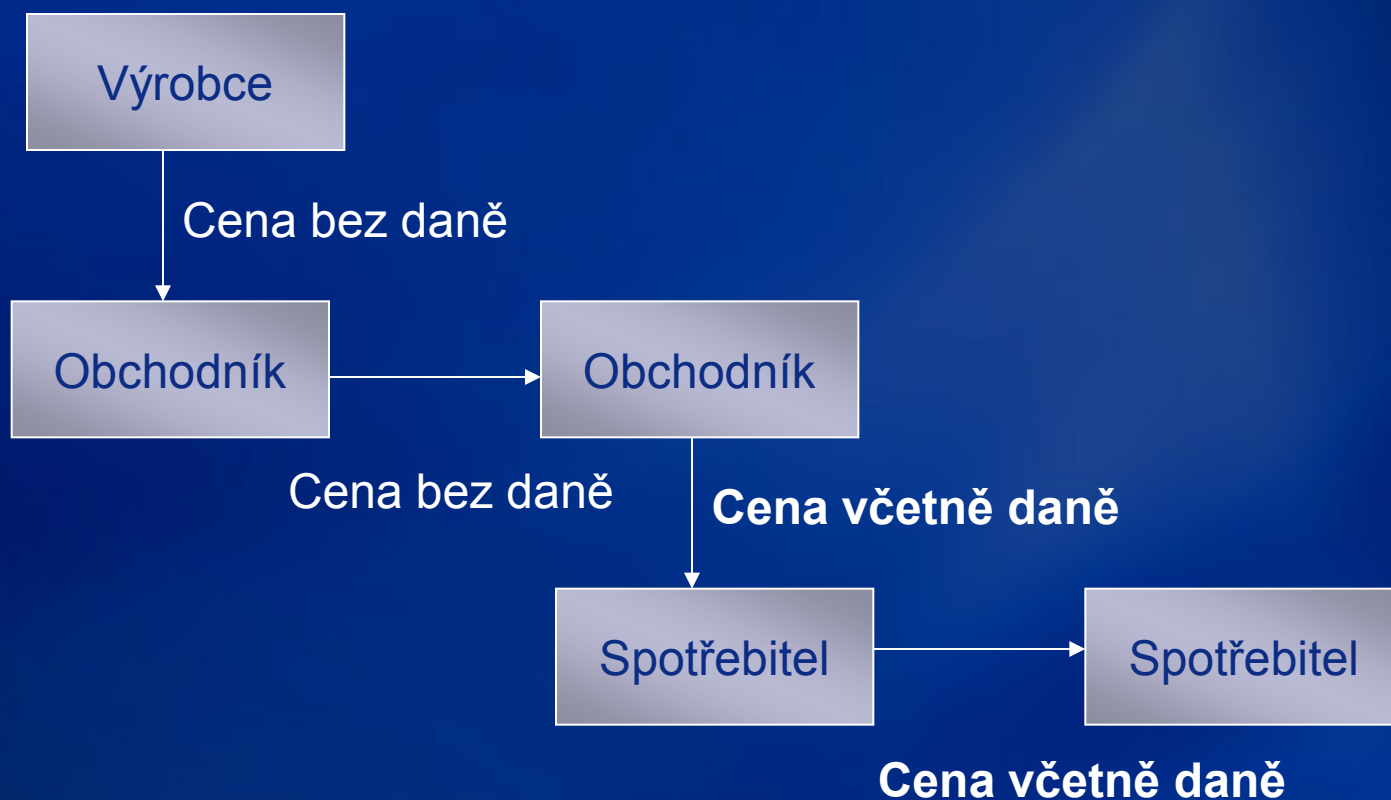 Výrobce
Cena bez daně
Obchodník
Obchodník
Cena bez daně
Cena včetně daně
Spotřebitel
Spotřebitel
Cena včetně daně